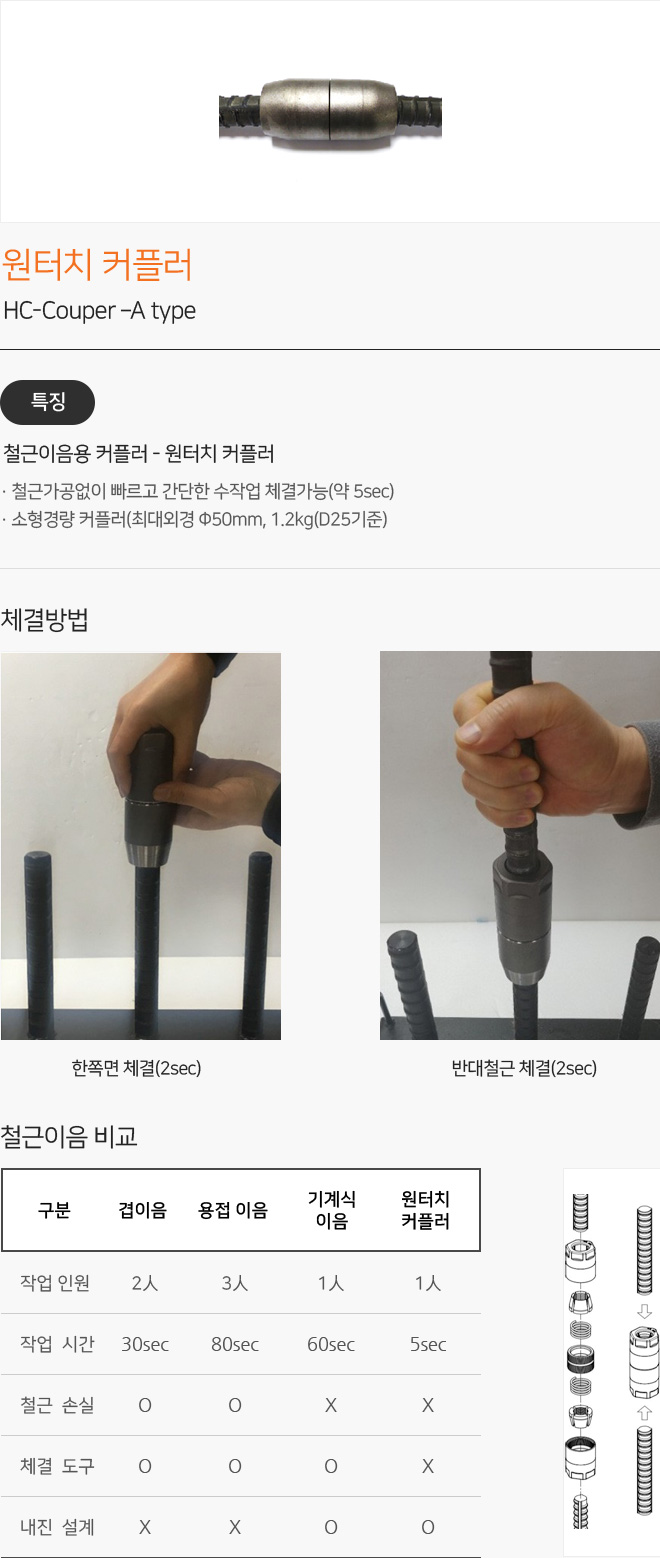 원터치 커플러
HC-Couper –A type
특징
철근이음용 커플러 - 원터치 커플러
· 철근가공없이 빠르고 간단한 수작업 체결가능(약 5sec)
· 소형경량 커플러(최대외경 Φ50mm, 1.2kg(D25기준)
체결방법
한쪽면 체결(2sec) 반대철근 체결(2sec)
철근이음 비교
구분 겹이음 용접 이음 기계식 이음 원터치 커플러
작업 인원 2人 3人 1人 1人
작업 시간 30sec 80sec 60sec 5sec
철근 손실 O O X X
체결 도구 O O O X
내진 설계 X X O O